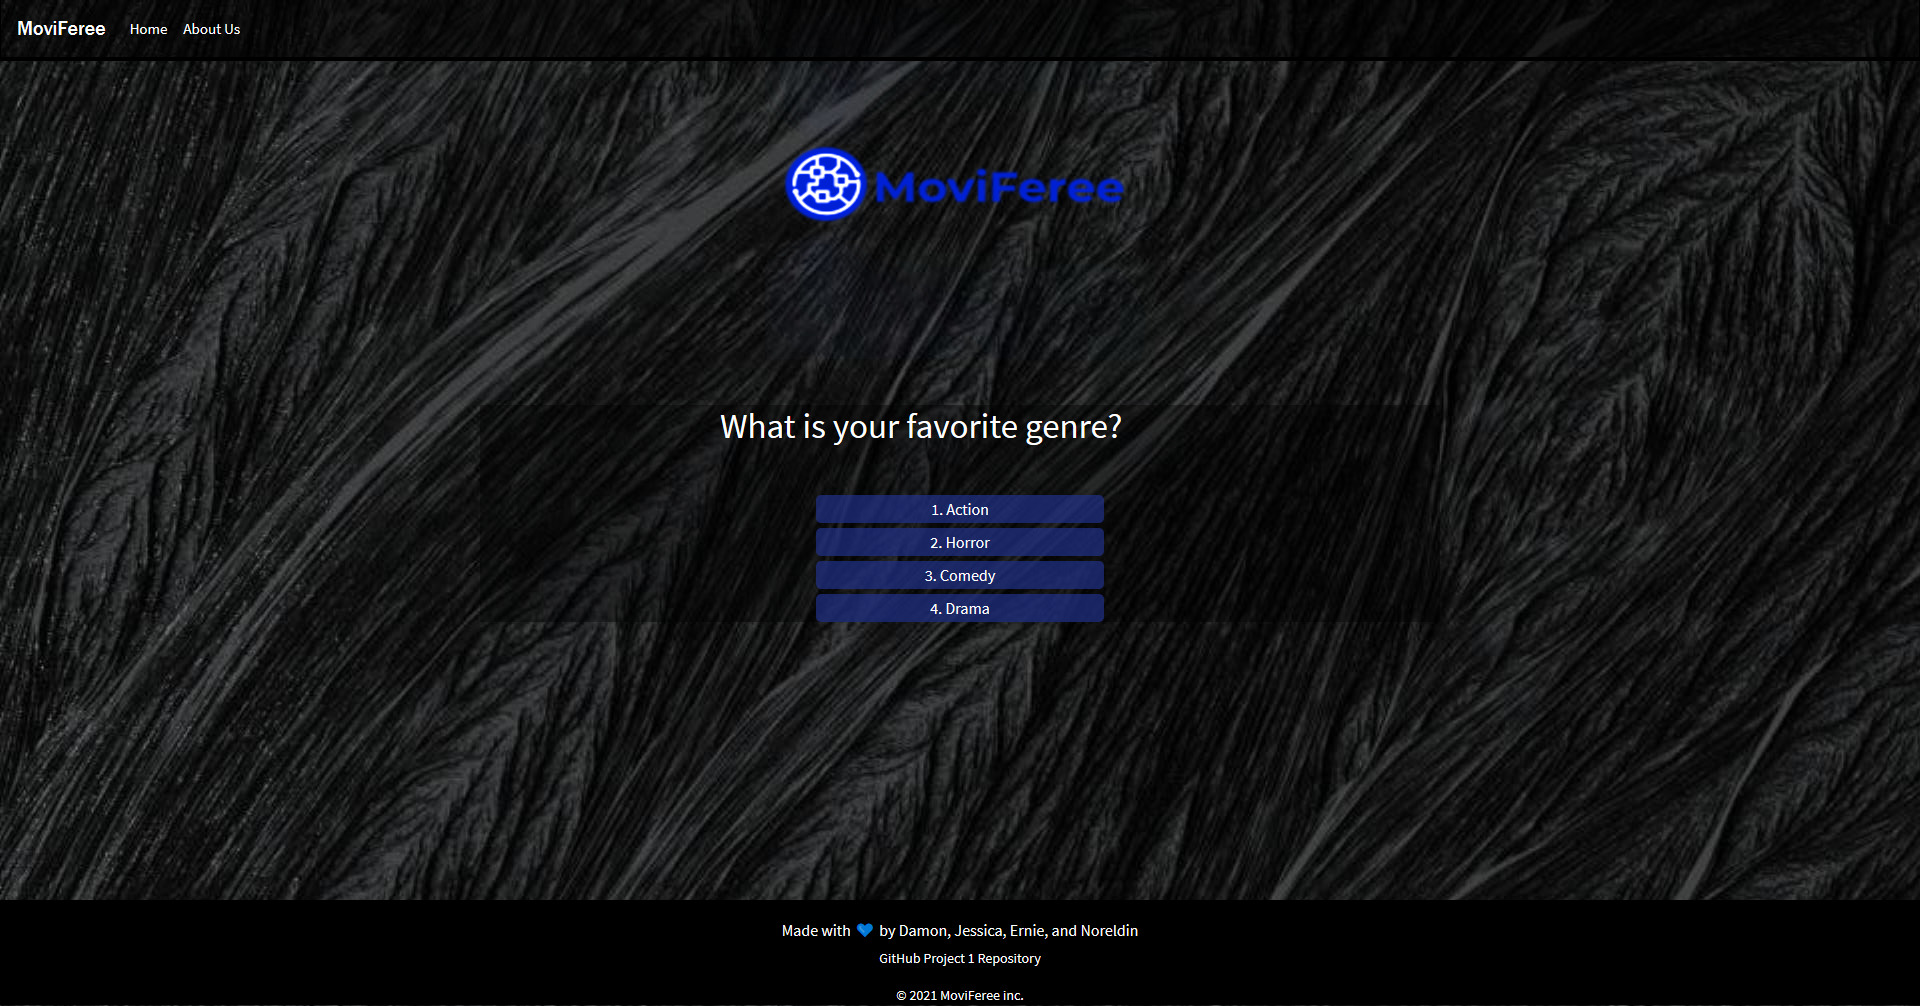 MoviFeree Home About Us
MoviFeree
What is your favorite genre?
1. Action
2. Horror
3. Comedy
4. Drama
Made with 💙 by Damon, Jessica, Ernie, and Noreldin
GitHub Project 1 Repository
© 2021 MoviFeree inc.